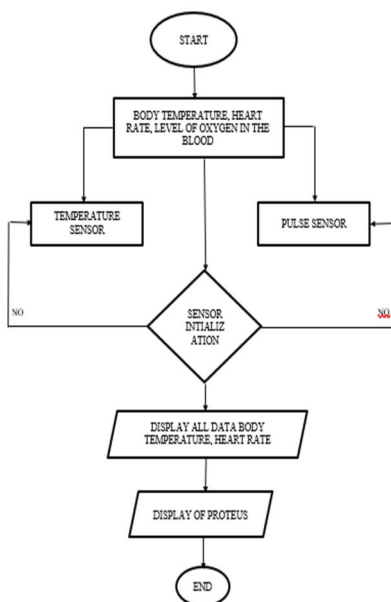 START
BODY TEMPERATURE, HEART
RATE, LEVEL OF OXYGEN IN THE
BLOOD
TEMPERATURE
SENSOR
PULSE SENSOR
NO
SENSOR
INTIALIZ
ATION
NO
DISPLAY ALL DATA BODY
TEMPERATURE, HEART RATE
DISPLAY OF PROTEUS
END